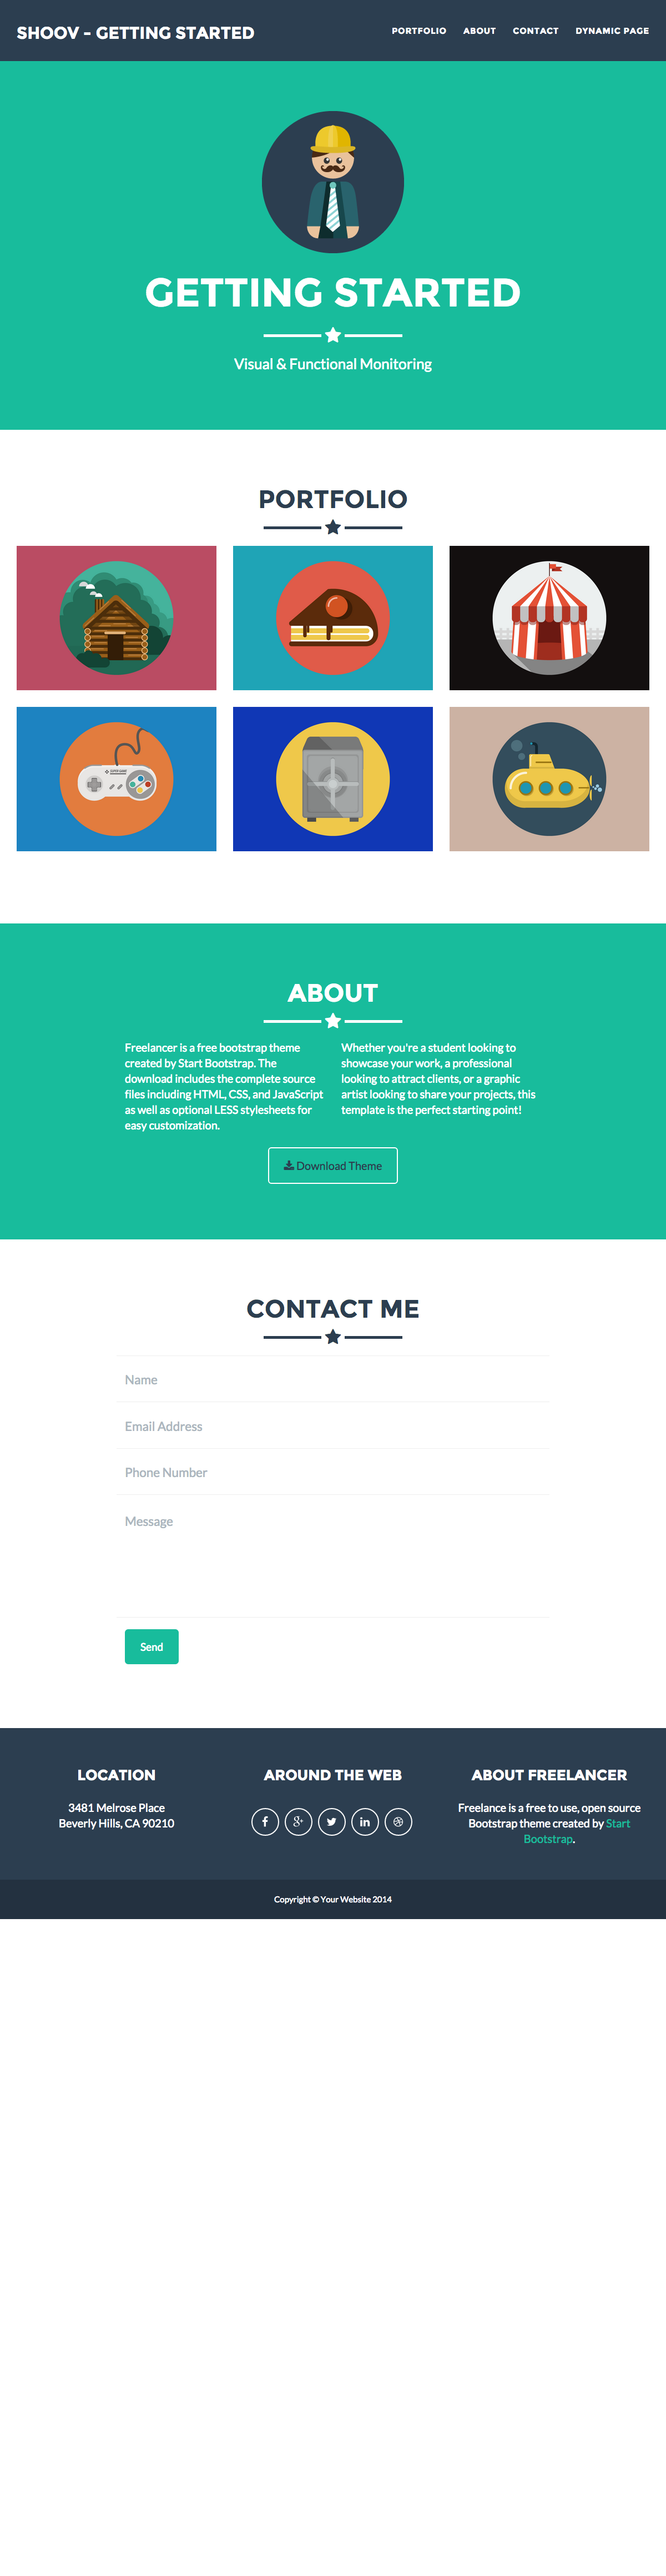 SHOOV - GETTING STARTED
PORTFOLIO
ABOUT
CONTACT
DYNAMIC PAGE
GETTING STARTED
Visual & Functional Monitoring
PORTFOLIO
ABOUT
Freelancer is a free bootstrap theme
created by Start Bootstrap. The
download includes the complete source
files including HTML, CSS, and JavaScript
as well as optional LESS stylesheets for
easy customization.
Whether you're a student looking to
showcase your work, a professional
looking to attract clients, or a graphic
artist looking to share your projects, this
template is the perfect starting point!
Download Theme
CONTACT ME
Name
Email Address
Phone Number
Message
Send
LOCATION
3481 Melrose Place
Beverly Hills, CA 90210
AROUND THE WEB
ABOUT FREELANCER
Freelance is a free to use, open source
Bootstrap theme created by Start
Bootstrap.
Copyright © Your Website 2014